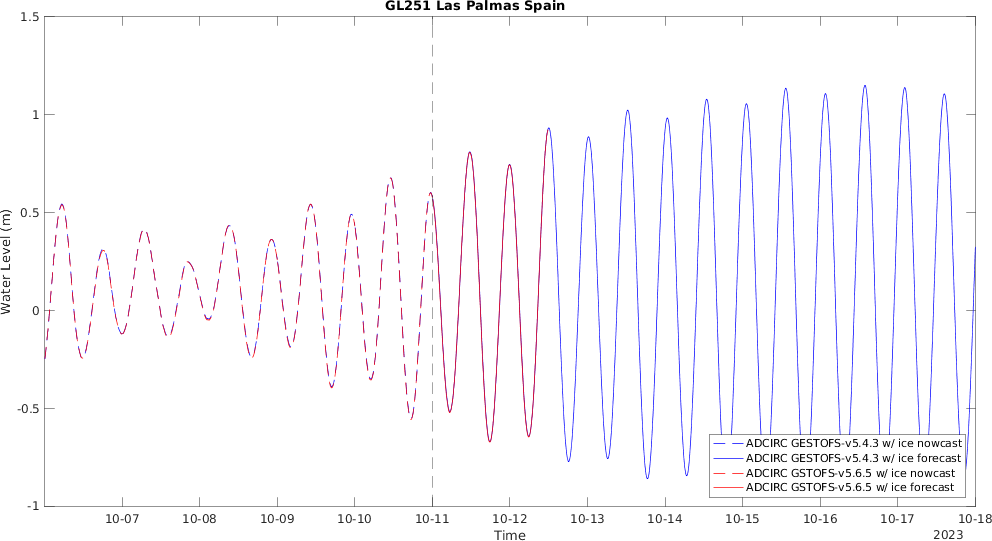 GL251 Las Palmas Spain
1.5
1
0.5
0
-0.5
-1
Water Level (m)
ADCIRC GESTOFS-v5.4.3 w/ ice nowcast
ADCIRC GESTOFS-v5.4.3 w/ ice forecast
ADCIRC GSTOFS-v5.6.5 w/ ice nowcast
ADCIRC GSTOFS-v5.6.5 w/ ice forecast
10-07 10-08 10-09 10-10 10-11 10-12 10-13 10-14 10-15 10-16 10-17 10-18
Time
2023